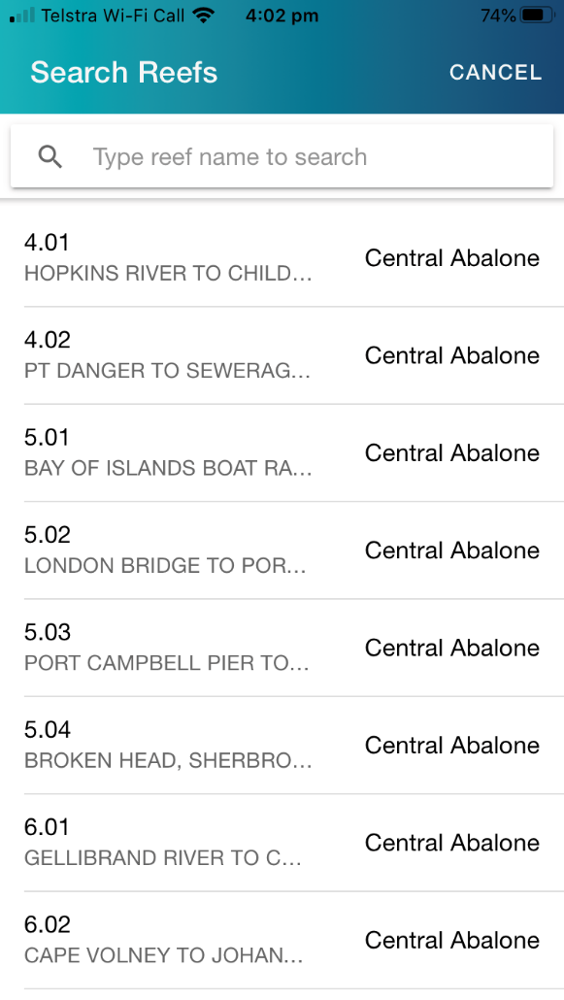 Telstra Wi-Fi Call 4:02 pm 74%
Search Reefs CANCEL
Type reef name to search
4.01
HOPKINS RIVER TO CHILD...
Central Abalone
4.02
PT DANGER TO SEWERAG...
Central Abalone
5.01
BAY OF ISLANDS BOAT RA...
Central Abalone
5.02
LONDON BRIDGE TO POR...
Central Abalone
5.03
PORT CAMPBELL PIER TO...
Central Abalone
5.04
BROKEN HEAD, SHERBRO...
Central Abalone
6.01
GELLIBRAND RIVER TO C...
Central Abalone
6.02
CAPE VOLNEY TO JOHAN...
Central Abalone